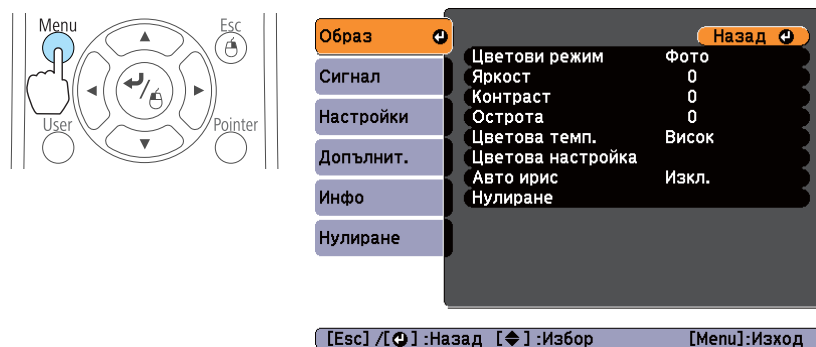 Menu
Esc
User
Pointer
Образ
Сигнал
Настройки
Допълнит.
Инфо
Нулиране
Назад
Цветови режим Фото
Яркост 0
Контраст 0
Острота 0
Цветова темп. Висок
Цветова настройка
Авто ирис Изкл.
Нулиране
[Esc] /[ ] :Назад [ ] :Избор [Menu]:Изход